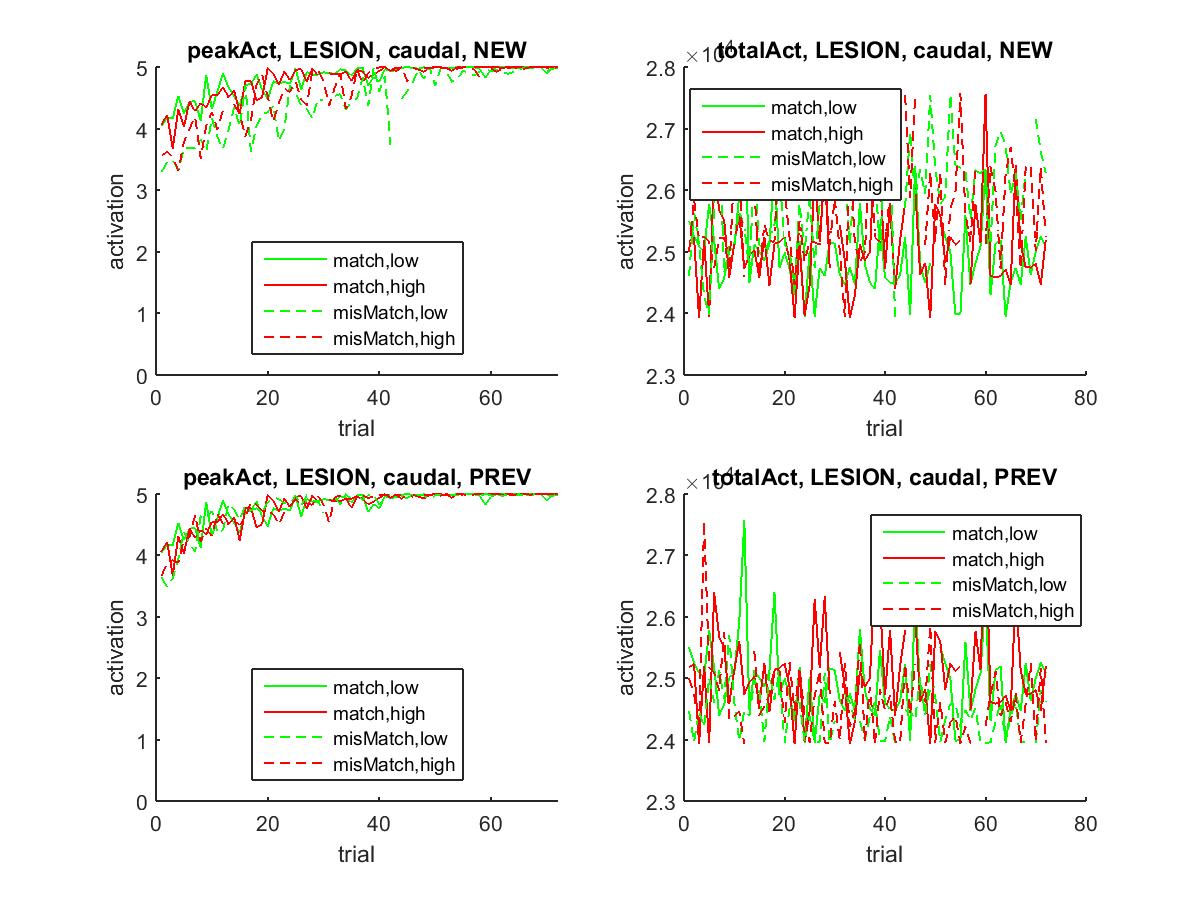 peakAct, LESION, caudal, NEW
5
4
3
2
1
0
activation
match,low
match,high
misMatch,low
misMatch,high
0 20 40 60
trial
×10⁴
totalAct, LESION, caudal, NEW
2.8
2.7
2.6
2.5
2.4
2.3
activation
match,low
match,high
misMatch,low
misMatch,high
0 20 40 60 80
trial
peakAct, LESION, caudal, PREV
5
4
3
2
1
0
activation
match,low
match,high
misMatch,low
misMatch,high
0 20 40 60
trial
×10⁴
totalAct, LESION, caudal, PREV
2.8
2.7
2.6
2.5
2.4
2.3
activation
match,low
match,high
misMatch,low
misMatch,high
0 20 40 60 80
trial